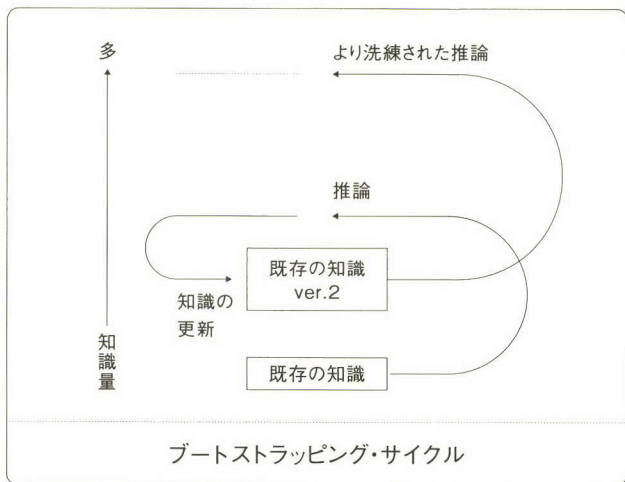 多
より洗練された推論
推論
既存の知識
ver.2
知識の
更新
知識量
既存の知識
ブートストラッピング・サイクル